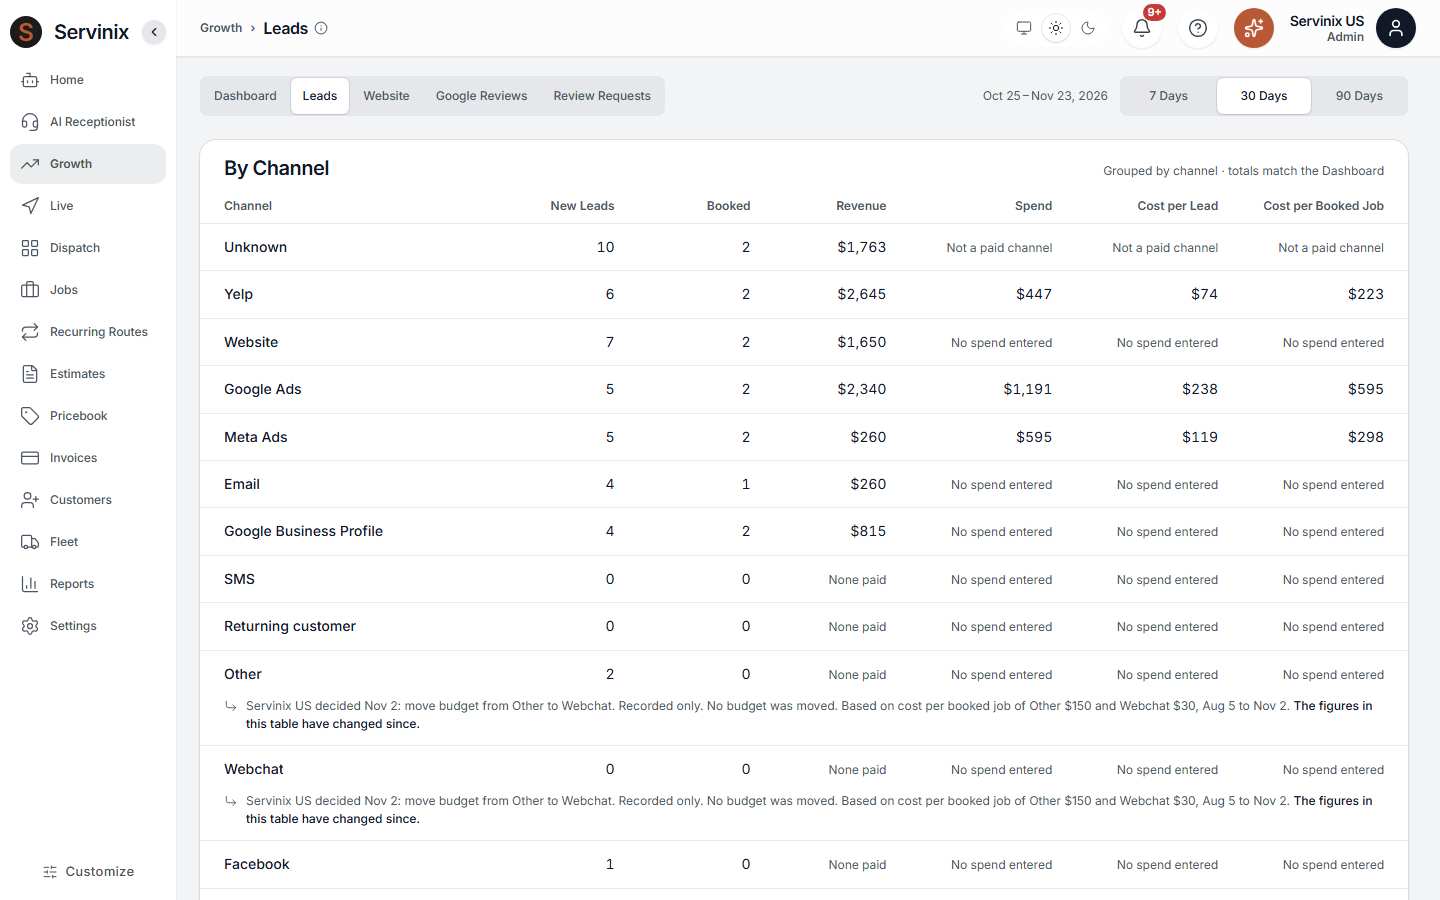 S Servinix
Growth › Leads
9+
Servinix US
Admin
Home
AI Receptionist
Growth
Live
Dispatch
Jobs
Recurring Routes
Estimates
Pricebook
Invoices
Customers
Fleet
Reports
Settings
Customize
Dashboard Leads Website Google Reviews Review Requests
Oct 25 – Nov 23, 2026 7 Days 30 Days 90 Days
By Channel
Grouped by channel · totals match the Dashboard
Channel New Leads Booked Revenue Spend Cost per Lead Cost per Booked Job
Unknown 10 2 $1,763 Not a paid channel Not a paid channel Not a paid channel
Yelp 6 2 $2,645 $447 $74 $223
Website 7 2 $1,650 No spend entered No spend entered No spend entered
Google Ads 5 2 $2,340 $1,191 $238 $595
Meta Ads 5 2 $260 $595 $119 $298
Email 4 1 $260 No spend entered No spend entered No spend entered
Google Business Profile 4 2 $815 No spend entered No spend entered No spend entered
SMS 0 0 None paid No spend entered No spend entered No spend entered
Returning customer 0 0 None paid No spend entered No spend entered No spend entered
Other 2 0 None paid No spend entered No spend entered No spend entered
Servinix US decided Nov 2: move budget from Other to Webchat. Recorded only. No budget was moved. Based on cost per booked job of Other $150 and Webchat $30, Aug 5 to Nov 2. The figures in
this table have changed since.
Webchat 0 0 None paid No spend entered No spend entered No spend entered
Servinix US decided Nov 2: move budget from Other to Webchat. Recorded only. No budget was moved. Based on cost per booked job of Other $150 and Webchat $30, Aug 5 to Nov 2. The figures in
this table have changed since.
Facebook 1 0 None paid No spend entered No spend entered No spend entered